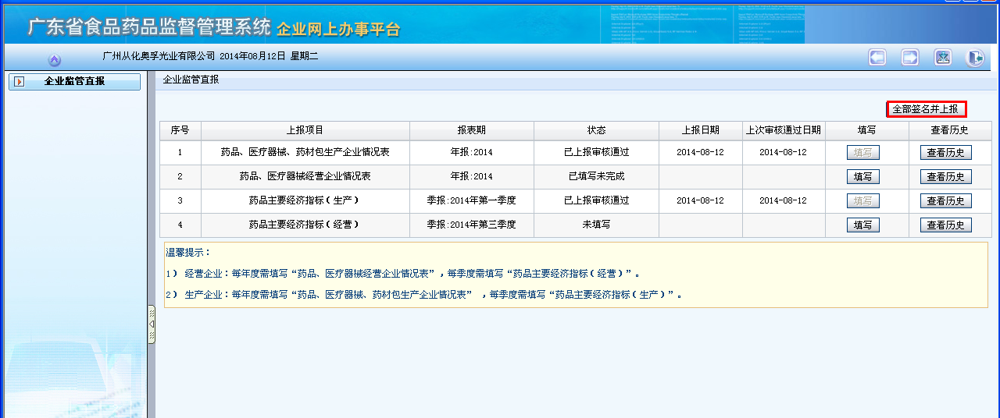 广东省食品药品监督管理系统 企业网上办事平台
广州从化奥孚光业有限公司 2014年08月12日 星期二
企业监管直报
企业监管直报
全部签名并上报
序号 上报项目 报表期 状态 上报日期 上次审核通过日期 填写 查看历史
1 药品、医疗器械、药材包生产企业情况表 年报:2014 已上报审核通过 2014-08-12 2014-08-12 填写 查看历史
2 药品、医疗器械经营企业情况表 年报:2014 已填写未完成 填写 查看历史
3 药品主要经济指标（生产） 季报:2014年第一季度 已上报审核通过 2014-08-12 2014-08-12 填写 查看历史
4 药品主要经济指标（经营） 季报:2014年第三季度 未填写 填写 查看历史
温馨提示：
1） 经营企业：每年度需填写“药品、医疗器械经营企业情况表”，每季度需填写“药品主要经济指标（经营）”。
2） 生产企业：每年度需填写“药品、医疗器械、药材包生产企业情况表” ，每季度需填写“药品主要经济指标（生产）”。